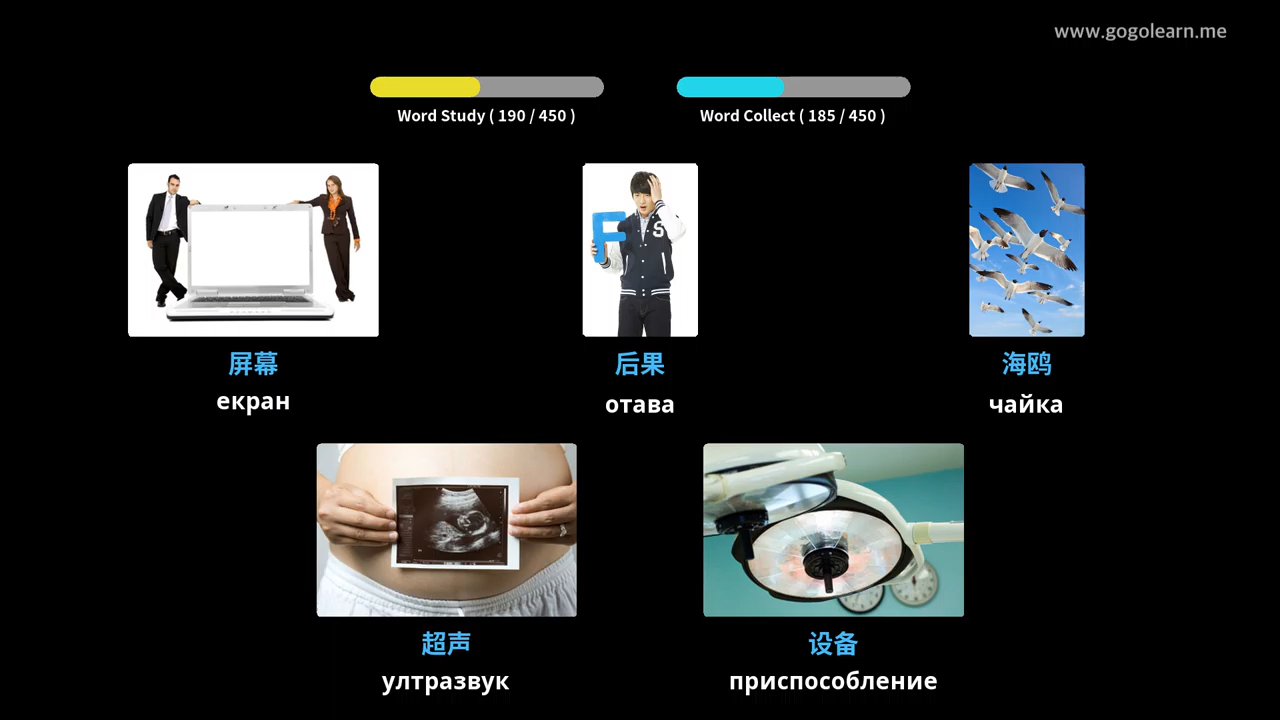 www.gogolearn.me
Word Study ( 190 / 450 )
Word Collect ( 185 / 450 )
F
S
屏幕
后果
海鸥
екран
отава
чайка
超声
设备
ултразвук
приспособление